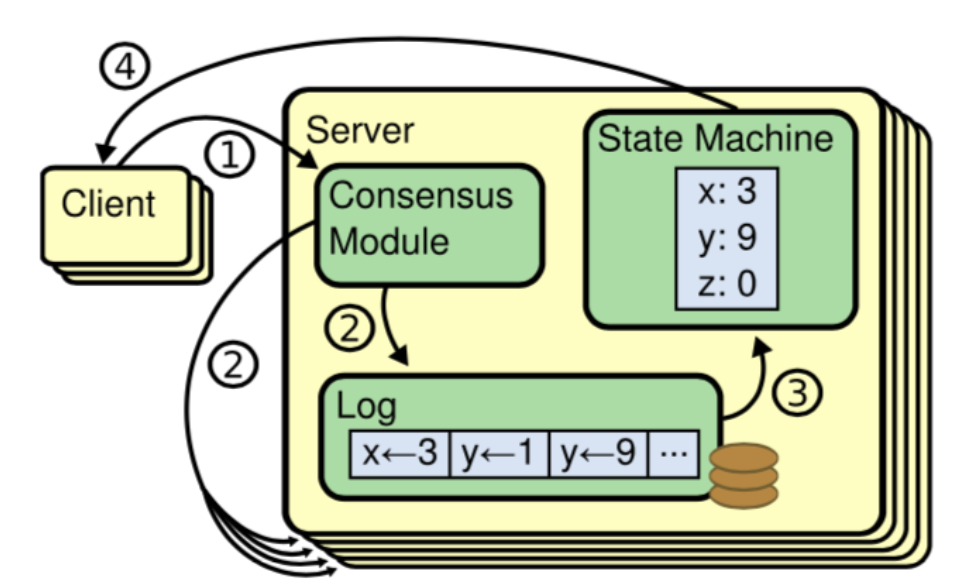 ④
①
Server
State Machine
Client
Consensus
Module
x: 3
y: 9
z: 0
②
②
③
Log
x←3 y←1 y←9 ···